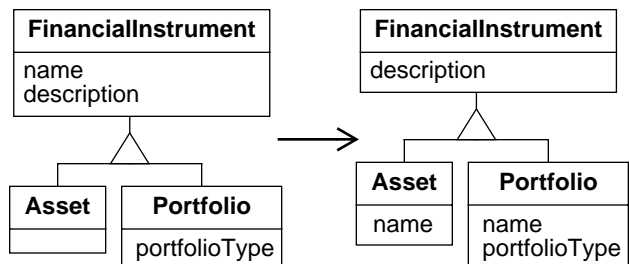 FinancialInstrument
name
description
Asset
Portfolio
portfolioType
FinancialInstrument
description
Asset
name
Portfolio
name
portfolioType